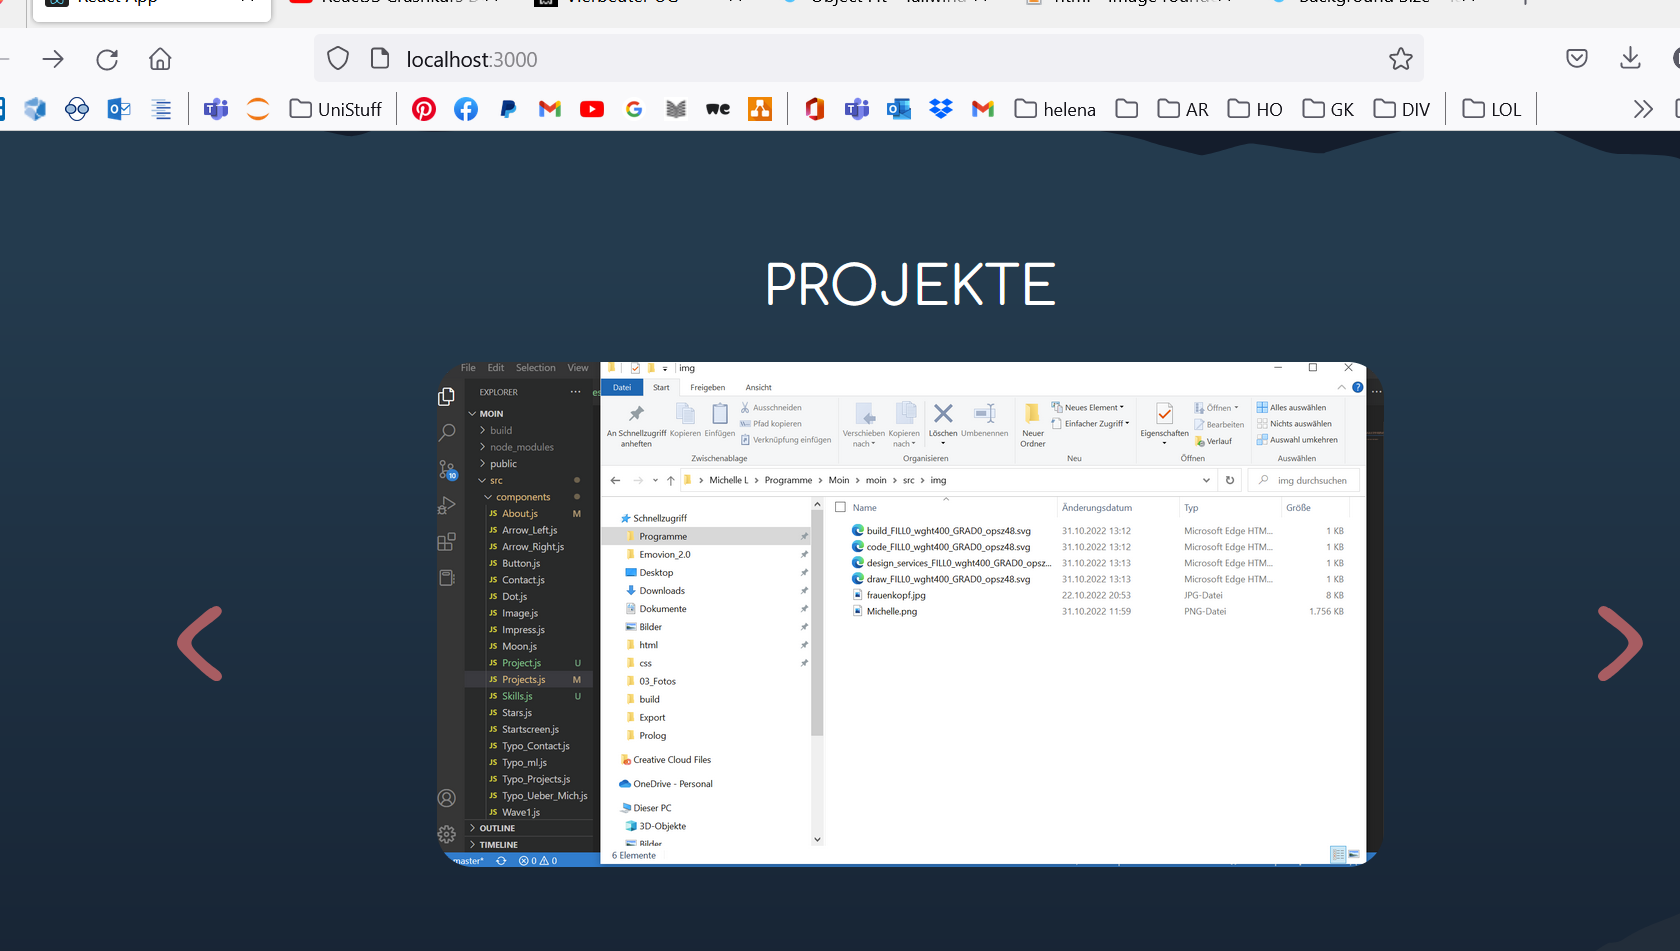 React App
localhost:3000
UniStuff
we
helena
AR
HO
GK
DIV
LOL
PROJEKTE
File Edit Selection View
img
Datei Start Freigeben Ansicht
EXPLORER
MOIN
build
node_modules
public
src
components
About.js M
Arrow_Left.js
Arrow_Right.js
Button.js
Contact.js
Dot.js
Image.js
Impress.js
Moon.js
Project.js U
Projects.js M
Skills.js U
Stars.js
Startscreen.js
Typo_Contact.js
Typo_ml.js
Typo_Projects.js
Typo_Ueber_Mich.js
Wave1.js
OUTLINE
TIMELINE
master* 0 0
An Schnellzugriff anheften
Kopieren
Einfügen
Ausschneiden
Pfad kopieren
Verknüpfung einfügen
Zwischenablage
Verschieben nach
Kopieren nach
Löschen
Umbenennen
Organisieren
Neuer Ordner
Neues Element
Einfacher Zugriff
Neu
Eigenschaften
Öffnen
Bearbeiten
Verlauf
Öffnen
Alles auswählen
Nichts auswählen
Auswahl umkehren
Auswählen
Michelle L > Programme > Moin > moin > src > img
img durchsuchen
Schnellzugriff
Programme
Emovion_2.0
Desktop
Downloads
Dokumente
Bilder
html
css
03_Fotos
build
Export
Prolog
Creative Cloud Files
OneDrive - Personal
Dieser PC
3D-Objekte
Bilder
Name Änderungsdatum Typ Größe
build_FILL0_wght400_GRAD0_opsz48.svg 31.10.2022 13:12 Microsoft Edge HTM... 1 KB
code_FILL0_wght400_GRAD0_opsz48.svg 31.10.2022 13:12 Microsoft Edge HTM... 1 KB
design_services_FILL0_wght400_GRAD0_opsz... 31.10.2022 13:13 Microsoft Edge HTM... 1 KB
draw_FILL0_wght400_GRAD0_opsz48.svg 31.10.2022 13:13 Microsoft Edge HTM... 1 KB
frauenkopf.jpg 22.10.2022 20:53 JPG-Datei 8 KB
Michelle.png 31.10.2022 11:59 PNG-Datei 1.756 KB
6 Elemente